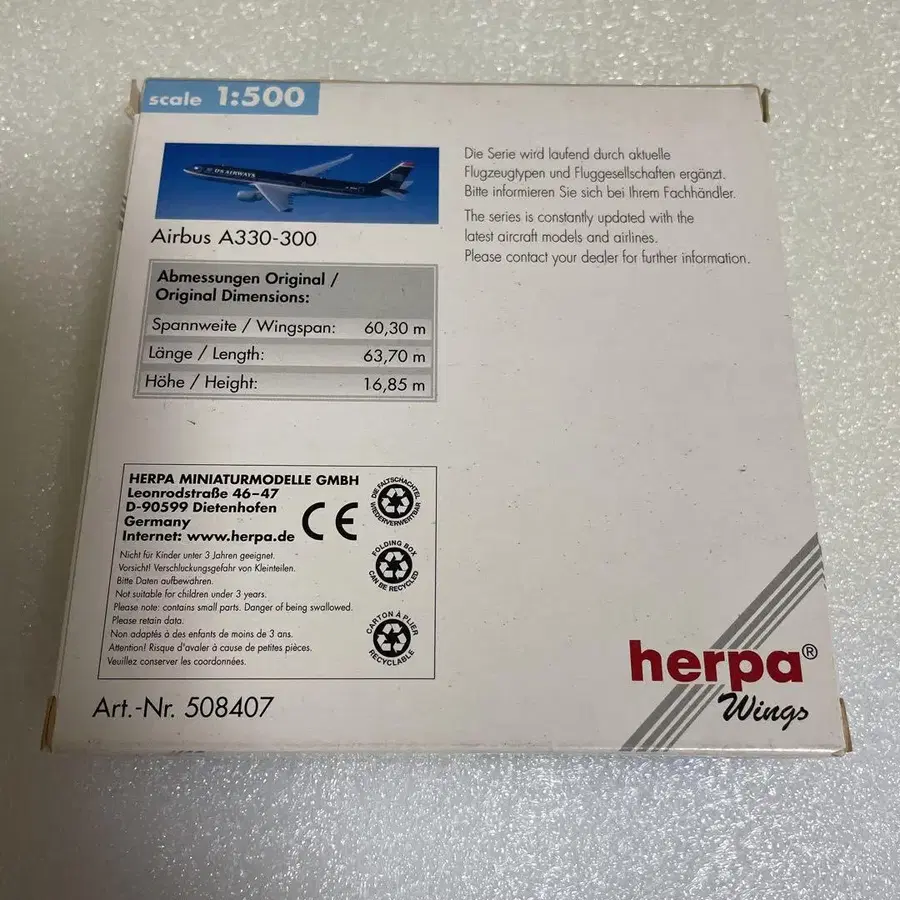 scale 1:500
US AIRWAYS
Airbus A330-300
Abmessungen Original /
Original Dimensions:
Spannweite / Wingspan: 60,30 m
Länge / Length: 63,70 m
Höhe / Height: 16,85 m
Die Serie wird laufend durch aktuelle
Flugzeugtypen und Fluggesellschaften ergänzt.
Bitte informieren Sie sich bei Ihrem Fachhändler.
The series is constantly updated with the
latest aircraft models and airlines.
Please contact your dealer for further information.
HERPA MINIATURMODELLE GMBH
Leonrodstraße 46–47
D-90599 Dietenhofen
Germany
Internet: www.herpa.de
CE
Nicht für Kinder unter 3 Jahren geeignet.
Vorsicht! Verschluckungsgefahr von Kleinteilen.
Bitte Daten aufbewahren.
Not suitable for children under 3 years.
Please note: contains small parts. Danger of being swallowed.
Please retain data.
Non adaptés à des enfants de moins de 3 ans.
Attention! Risque d'avaler à cause de petites pièces.
Veuillez conserver les coordonnées.
DIE FALTSCHACHTEL
WIEDERVERWERTBAR
FOLDING BOX
CAN BE RECYCLED
CARTON À PLIER
RECYCLABLE
Art.-Nr. 508407
herpa®
Wings